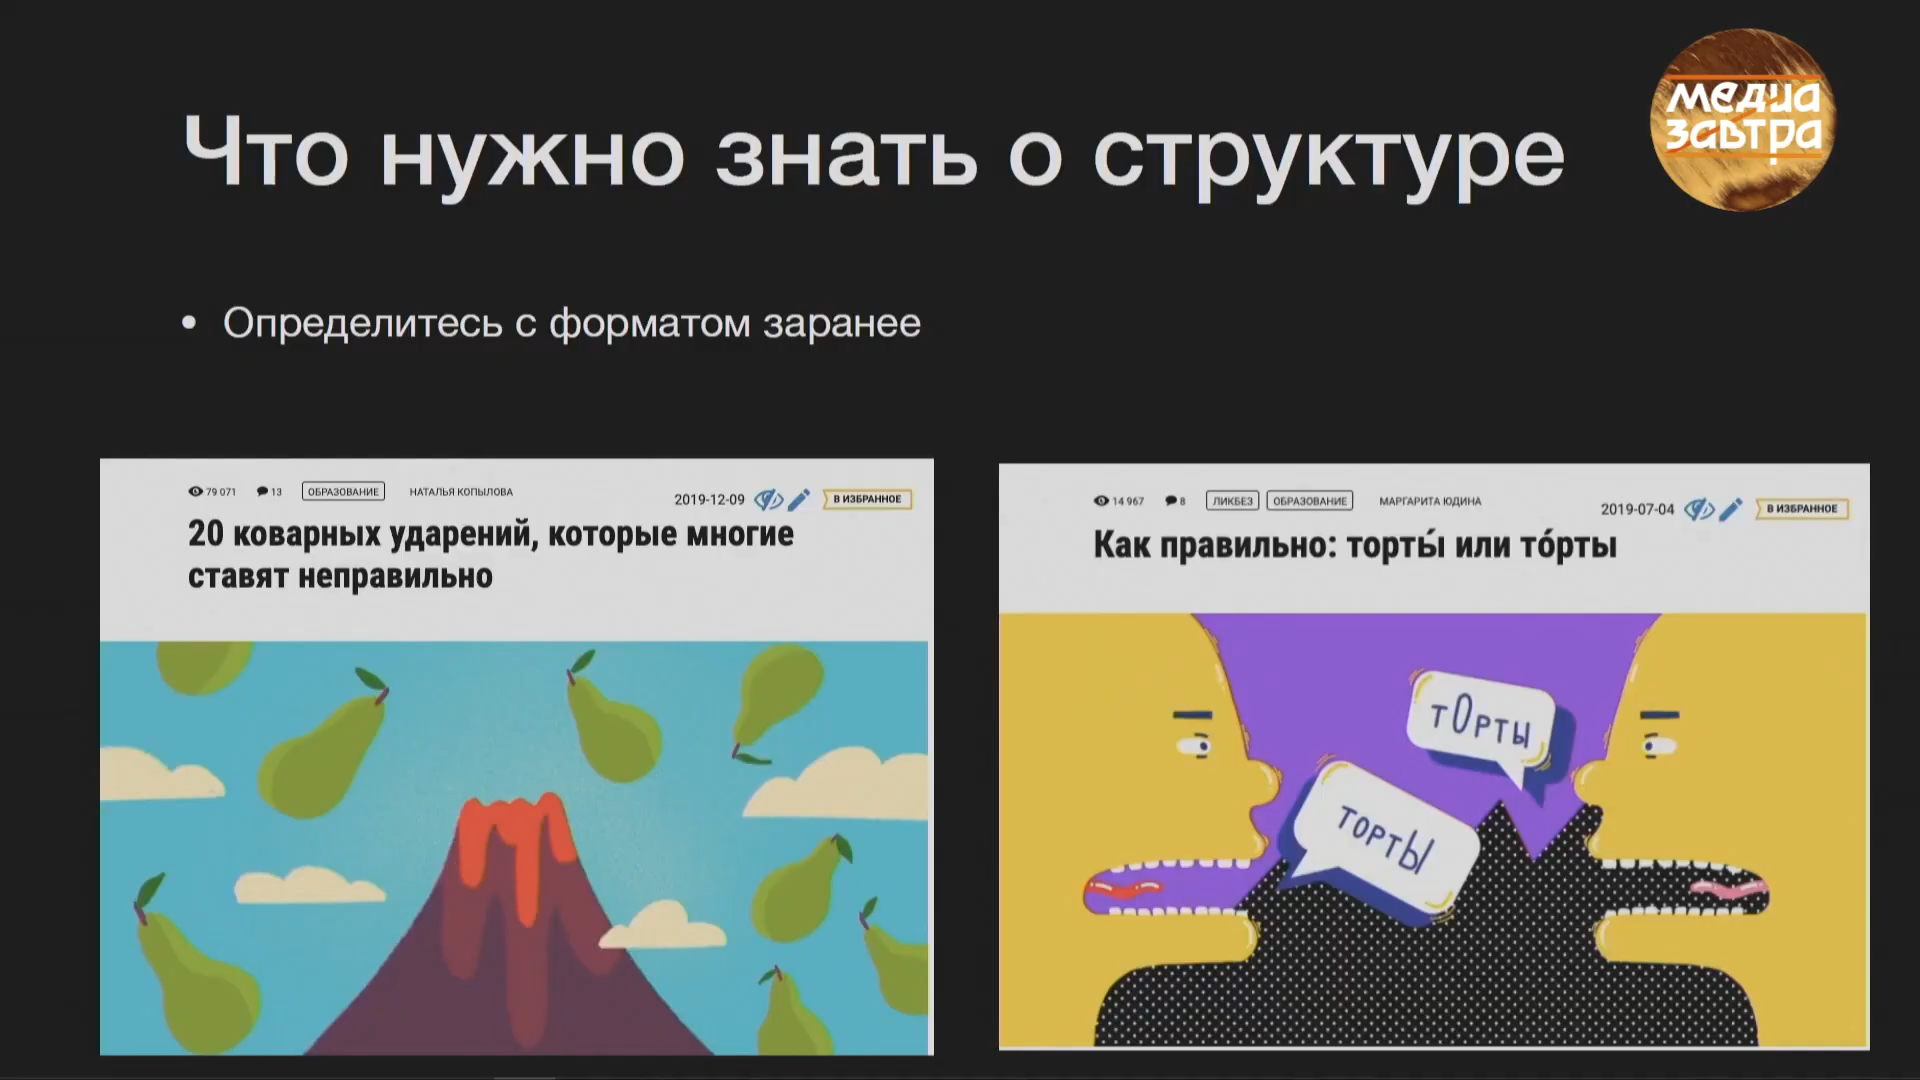 медиа
завтра
Что нужно знать о структуре
• Определитесь с форматом заранее
79 071 13 ОБРАЗОВАНИЕ НАТАЛЬЯ КОПЫЛОВА 2019-12-09 В ИЗБРАННОЕ
20 коварных ударений, которые многие
ставят неправильно
14 967 8 ЛИКБЕЗ ОБРАЗОВАНИЕ МАРГАРИТА ЮДИНА 2019-07-04 В ИЗБРАННОЕ
Как правильно: торты́ или то́рты
тОрты
тортЫ